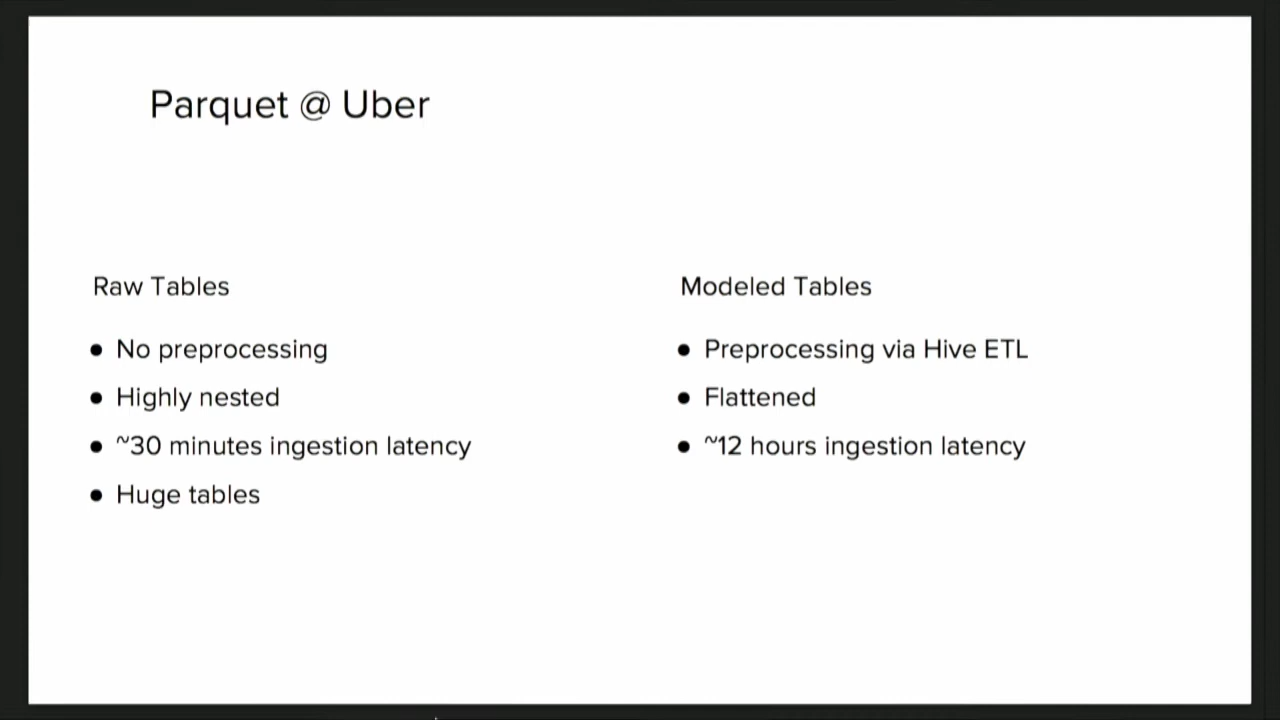 Parquet @ Uber
Raw Tables
● No preprocessing
● Highly nested
● ~30 minutes ingestion latency
● Huge tables
Modeled Tables
● Preprocessing via Hive ETL
● Flattened
● ~12 hours ingestion latency